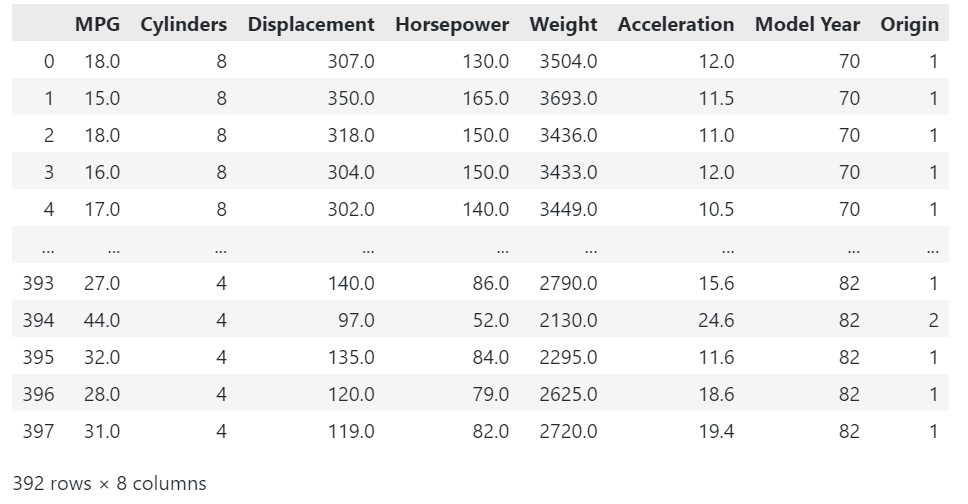 MPG Cylinders Displacement Horsepower Weight Acceleration Model Year Origin
0 18.0 8 307.0 130.0 3504.0 12.0 70 1
1 15.0 8 350.0 165.0 3693.0 11.5 70 1
2 18.0 8 318.0 150.0 3436.0 11.0 70 1
3 16.0 8 304.0 150.0 3433.0 12.0 70 1
4 17.0 8 302.0 140.0 3449.0 10.5 70 1
... ... ... ... ... ... ... ... ...
393 27.0 4 140.0 86.0 2790.0 15.6 82 1
394 44.0 4 97.0 52.0 2130.0 24.6 82 2
395 32.0 4 135.0 84.0 2295.0 11.6 82 1
396 28.0 4 120.0 79.0 2625.0 18.6 82 1
397 31.0 4 119.0 82.0 2720.0 19.4 82 1
392 rows × 8 columns